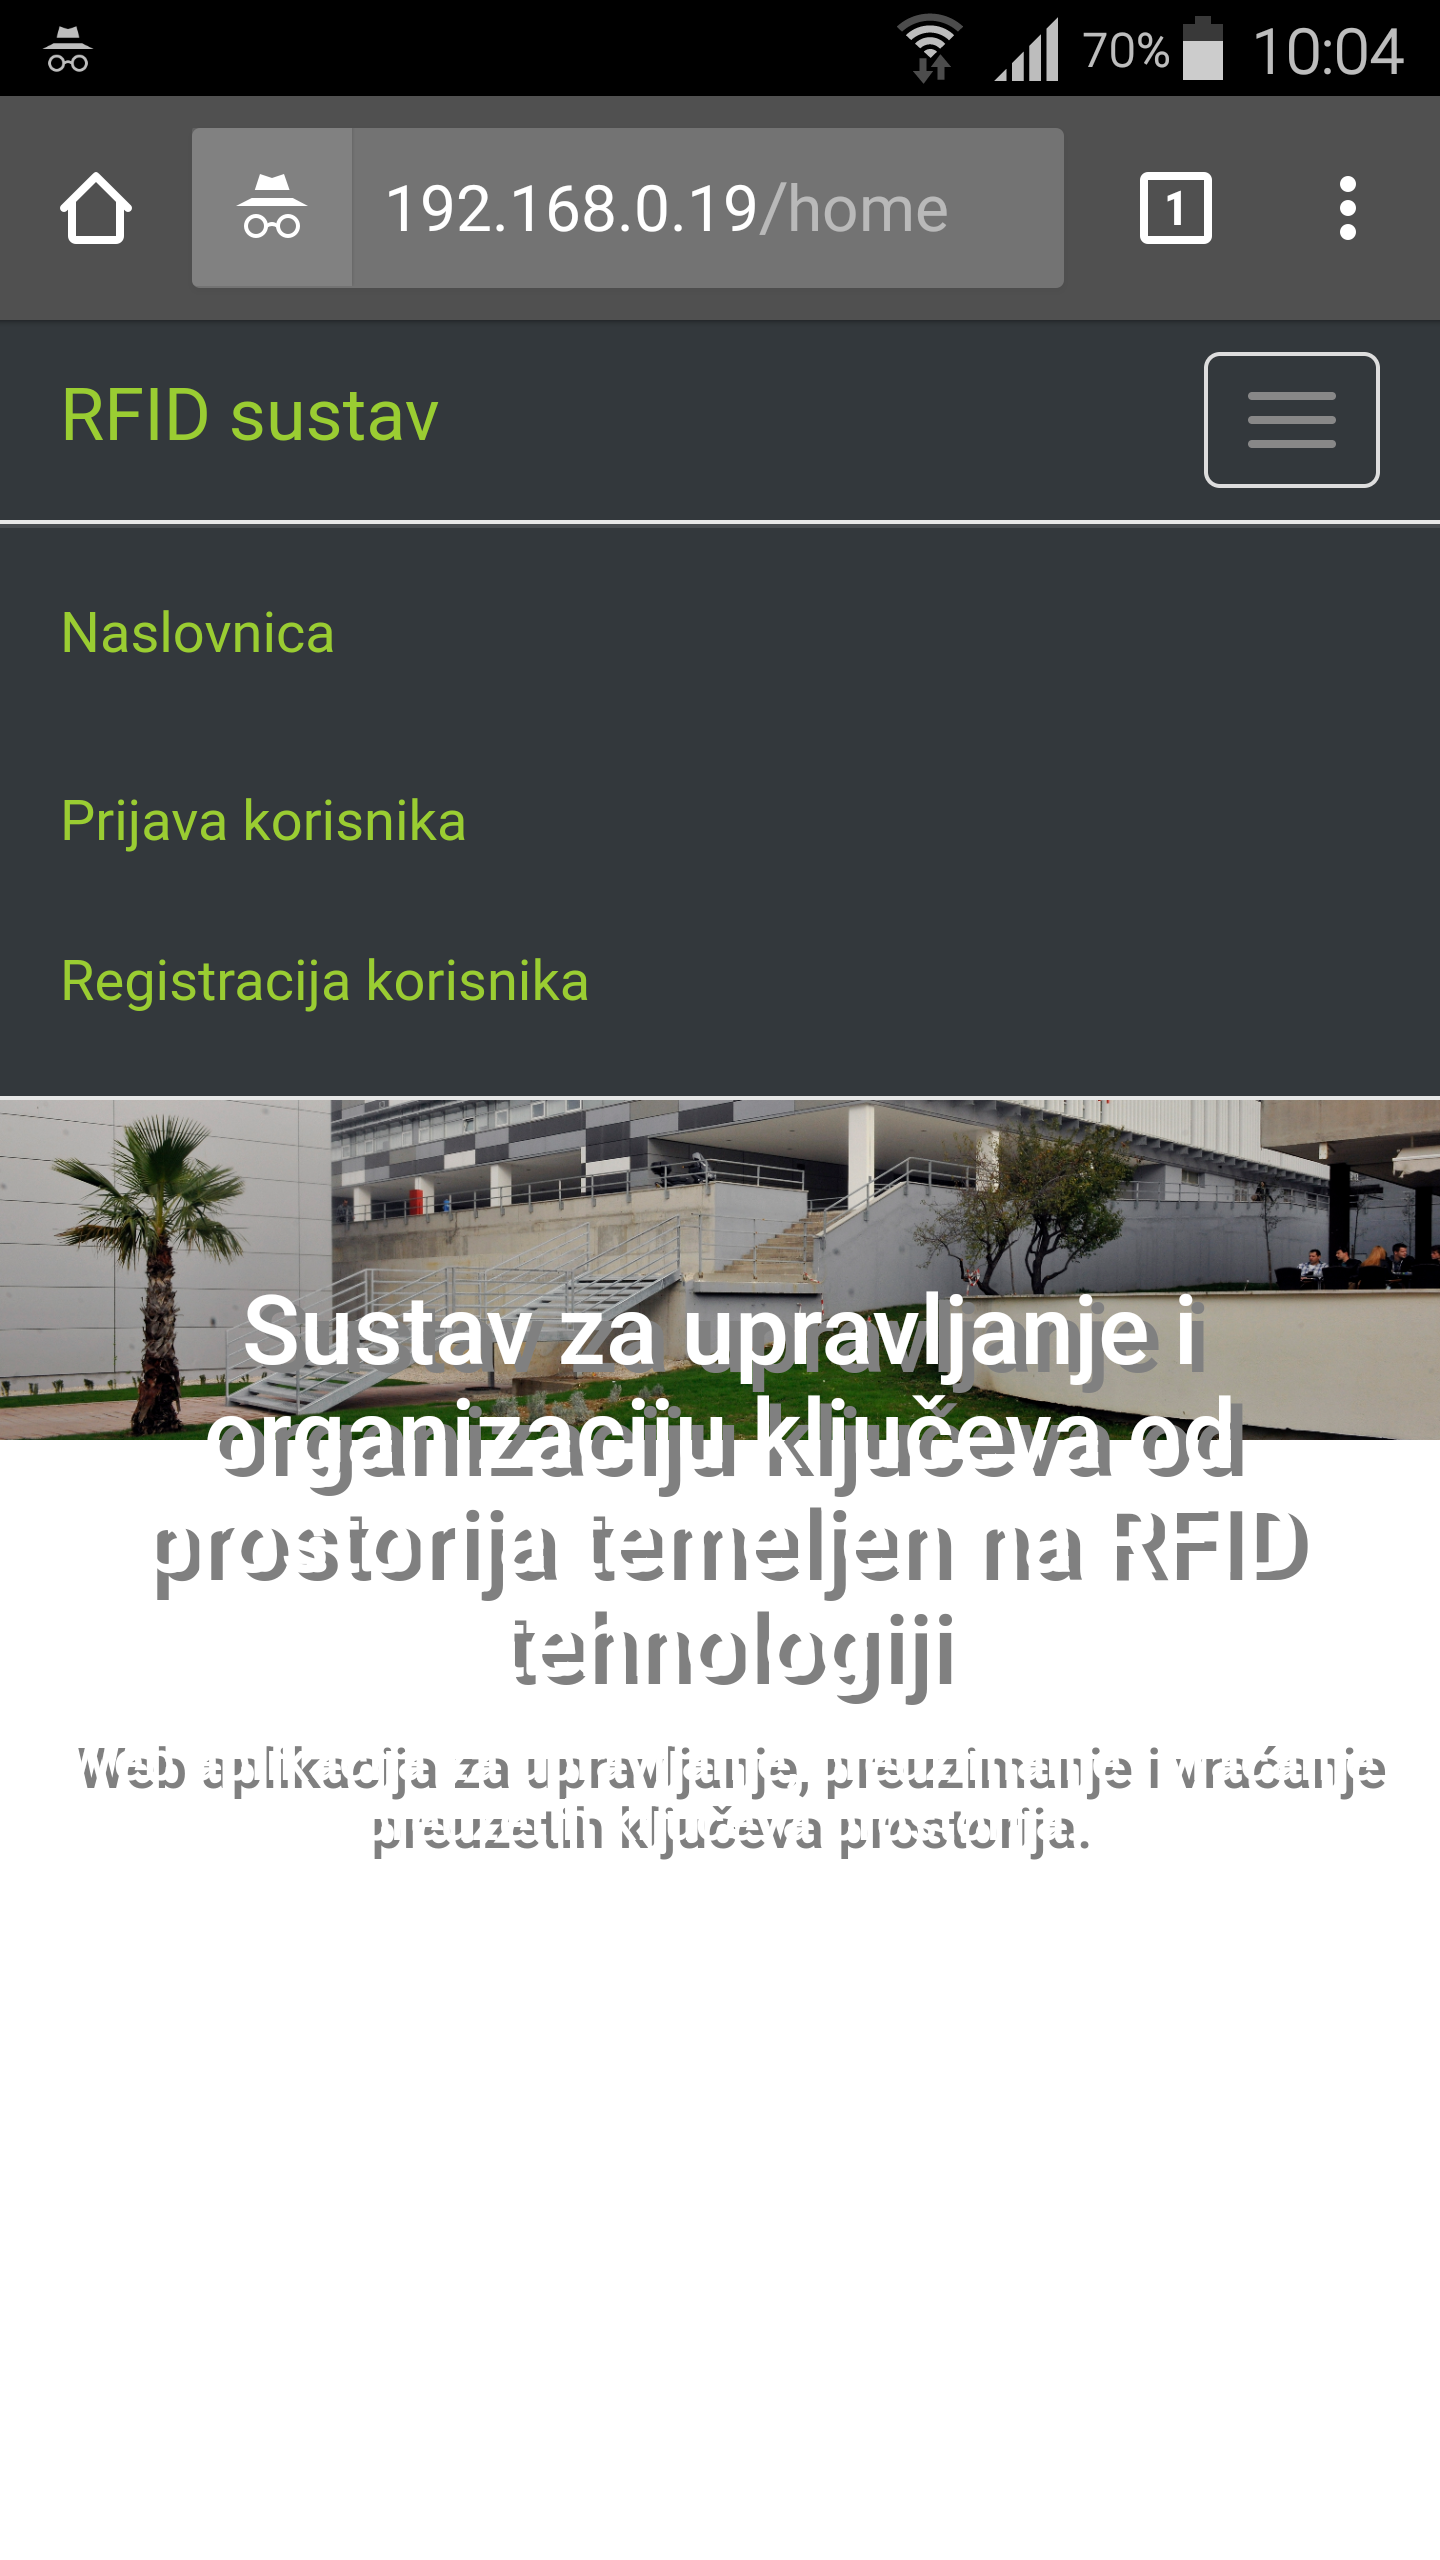 70% 10:04
192.168.0.19/home 1
RFID sustav
Naslovnica
Prijava korisnika
Registracija korisnika
Sustav za upravljanje i
organizaciju ključeva od
prostorija temeljen na RFID
tehnologiji
Web aplikacija za upravljanje, preuzimanje i vraćanje
preuzetih ključeva prostorija.